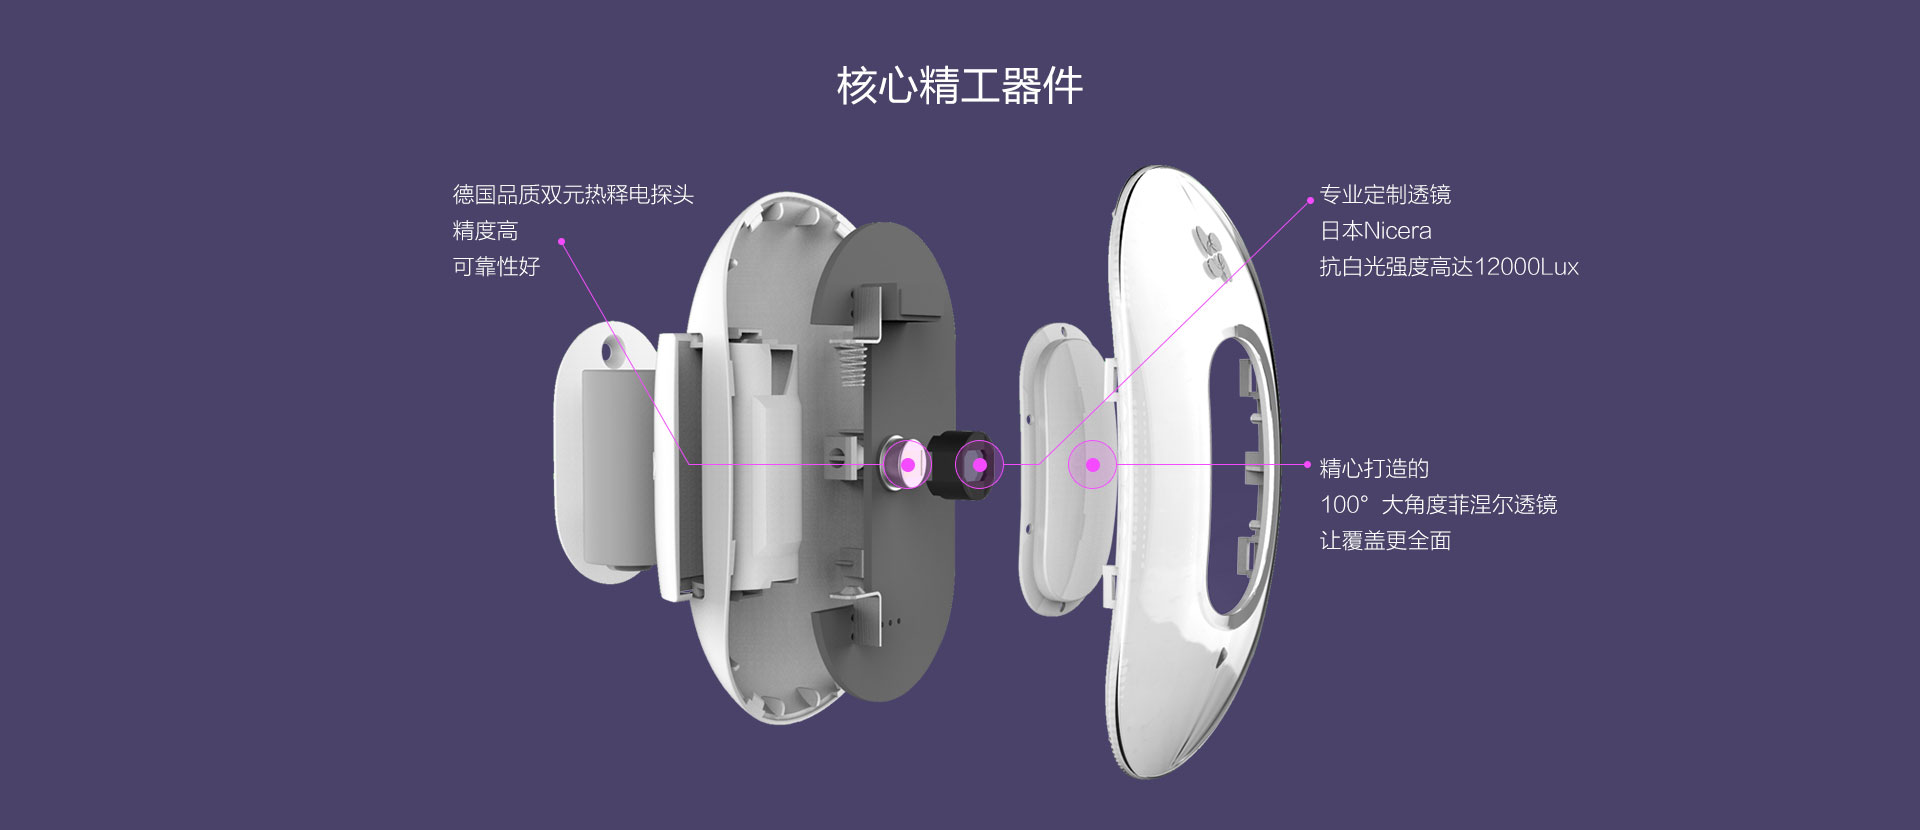 核心精工器件
德国品质双元热释电探头
精度高
可靠性好
专业定制透镜
日本Nicera
抗白光强度高达12000Lux
精心打造的
100°大角度菲涅尔透镜
让覆盖更全面